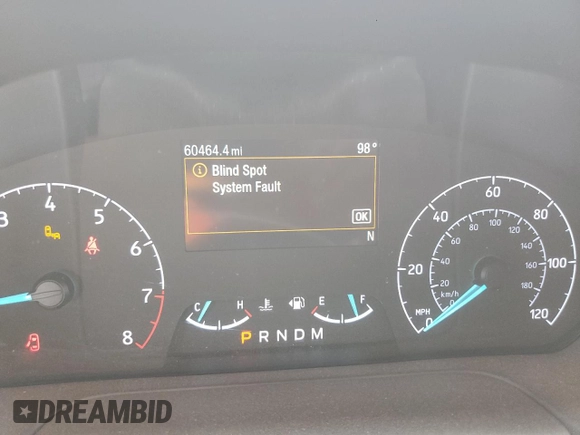 60464.4 mi 98°
Blind Spot
System Fault
OK
N
3 4 5 6 7 8
C H
E F
P R N D M
0 20 40 60 80 100 120
MPH
0 20 40 60 80 100 120 140 160 180
km/h
DREAMBID